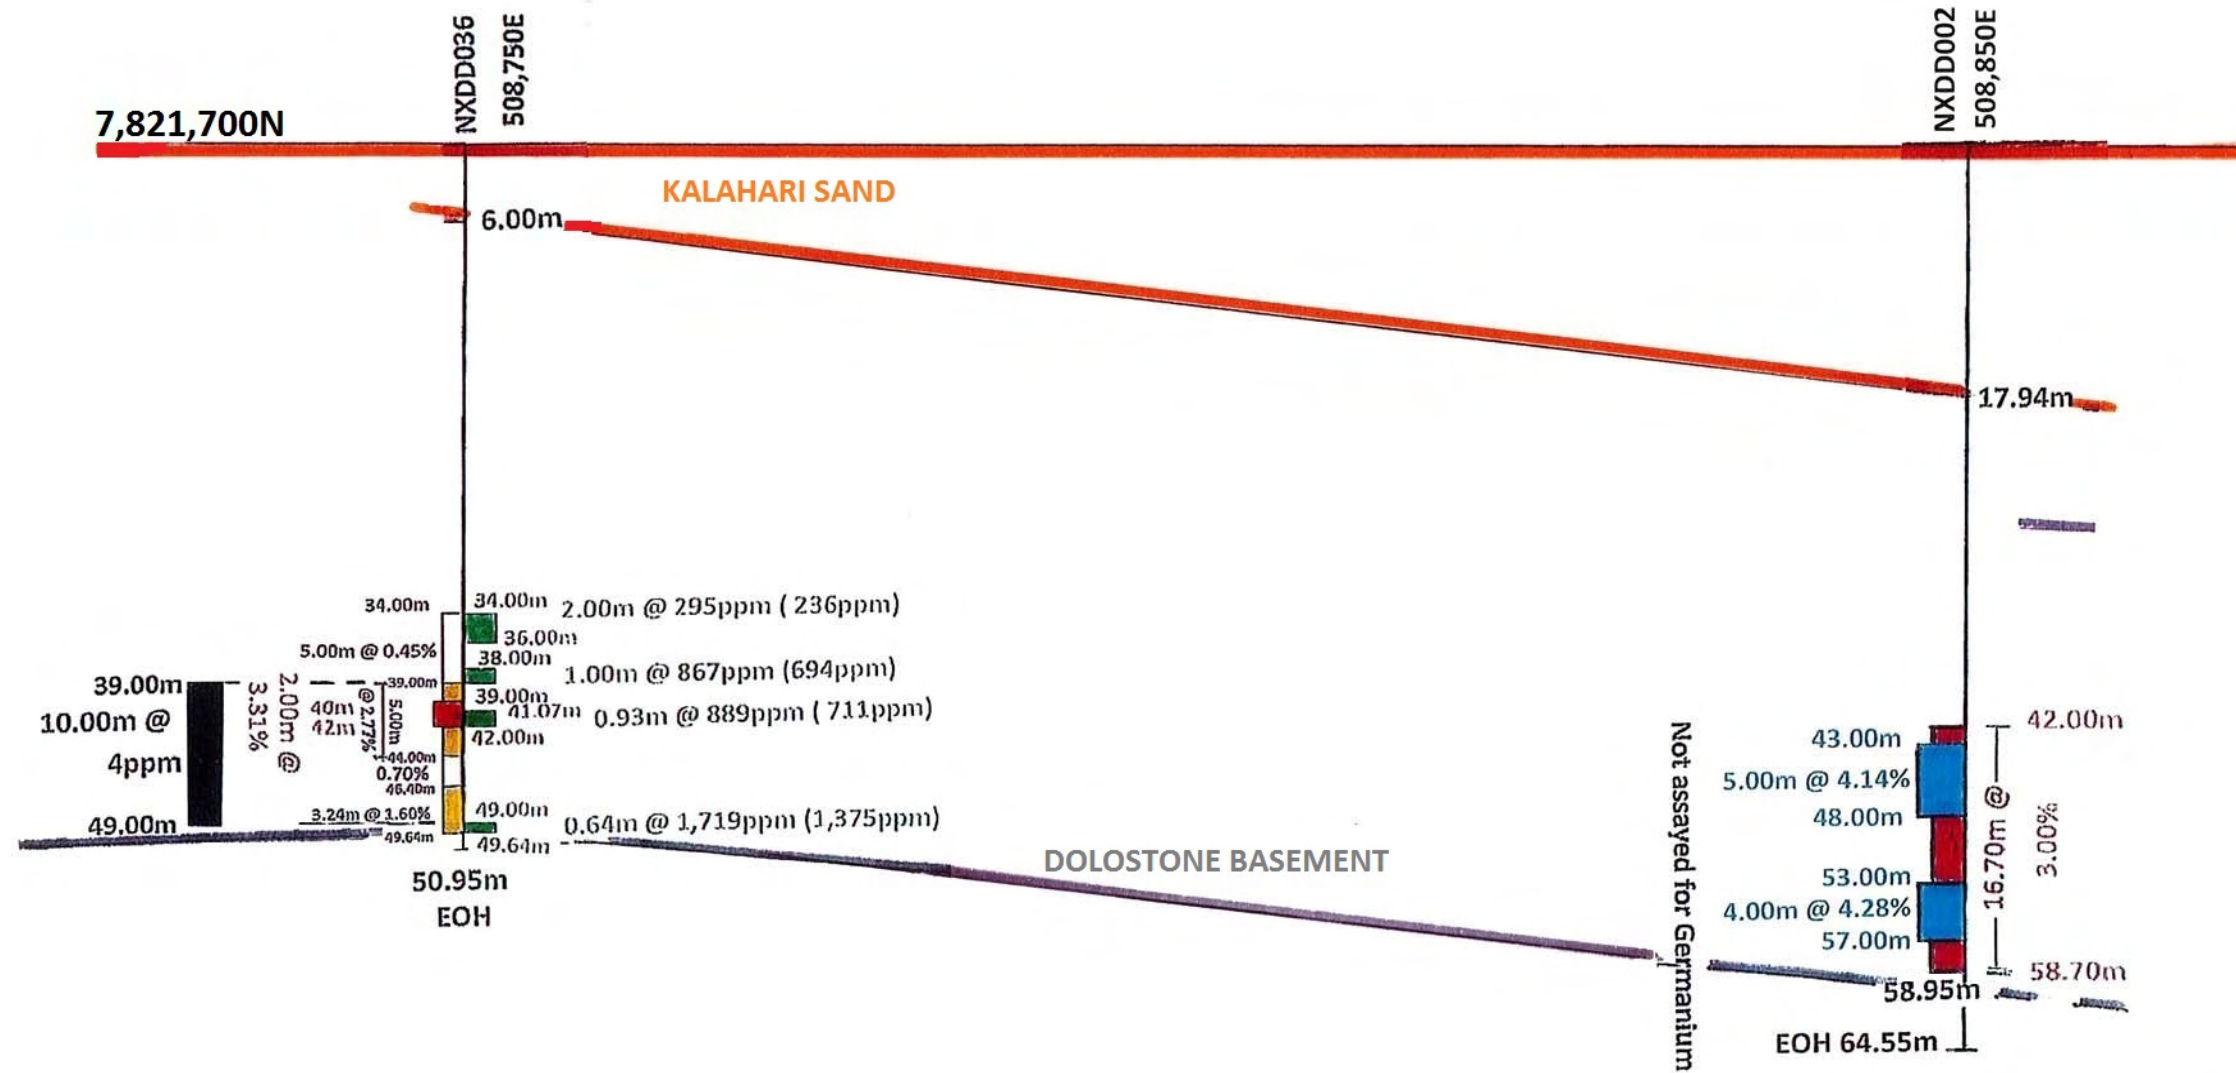 NXDD036
508,750E
NXDD002
508,850E
7,821,700N
KALAHARI SAND
6.00m
17.94m
34.00m
34.00m
2.00m @ 295ppm ( 236ppm)
36.00m
5.00m @ 0.45%
38.00m
1.00m @ 867ppm (694ppm)
39.00m
39.00m
39.00m
10.00m @
4ppm
49.00m
3.31%
2.00m @
40m
42m
@ 2.77%
5.00m
41.07m
0.93m @ 889ppm ( 711ppm)
42.00m
44.00m
0.70%
46.40m
3.24m @ 1.60%
49.00m
0.64m @ 1,719ppm (1,375ppm)
49.64m
49.64m
50.95m
EOH
DOLOSTONE BASEMENT
Not assayed for Germanium
42.00m
43.00m
5.00m @ 4.14%
48.00m
16.70m @
3.00%
53.00m
4.00m @ 4.28%
57.00m
58.70m
58.95m
EOH 64.55m